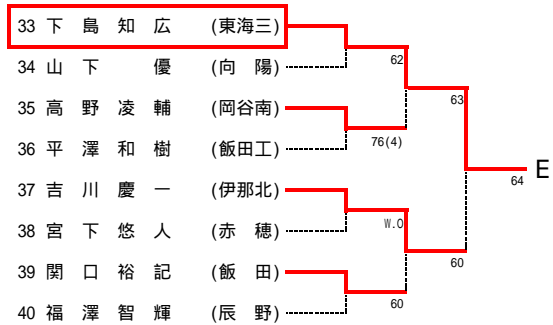 33 下 島 知 広 (東海三)
34 山 下 優 (向 陽)
62
35 高 野 凌 輔 (岡谷南)
63
36 平 澤 和 樹 (飯田工)
76(4)
E
64
37 吉 川 慶 一 (伊那北)
38 宮 下 悠 人 (赤 穂)
W.O
39 関 口 裕 記 (飯 田)
60
40 福 澤 智 輝 (辰 野)
60